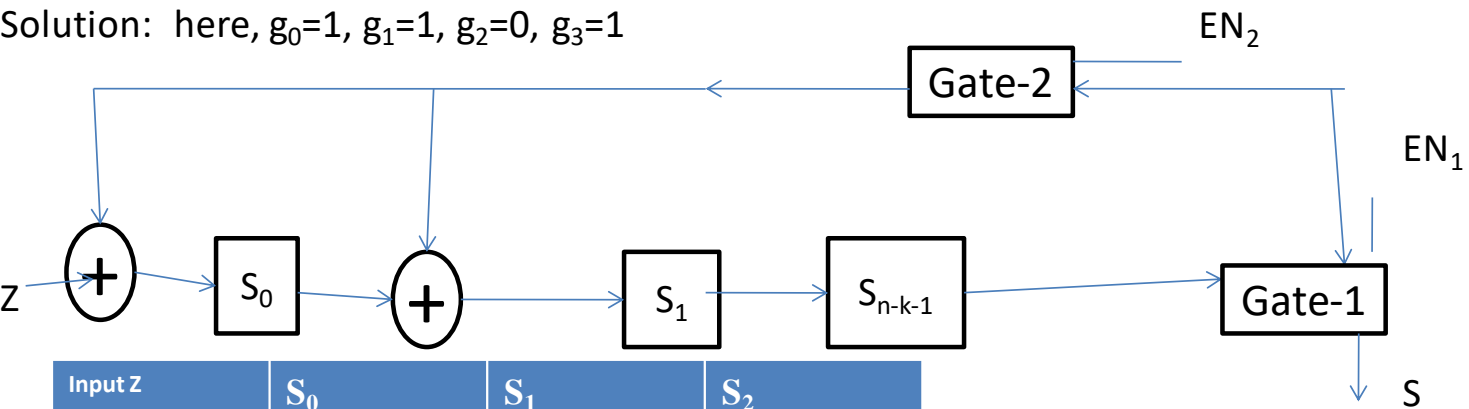 Solution: here, g₀=1, g₁=1, g₂=0, g₃=1
EN₂
Gate-2
EN₁
+
S₀
+
S₁
Sₙ₋ₖ₋₁
Gate-1
Z
Input Z S₀ S₁ S₂
S